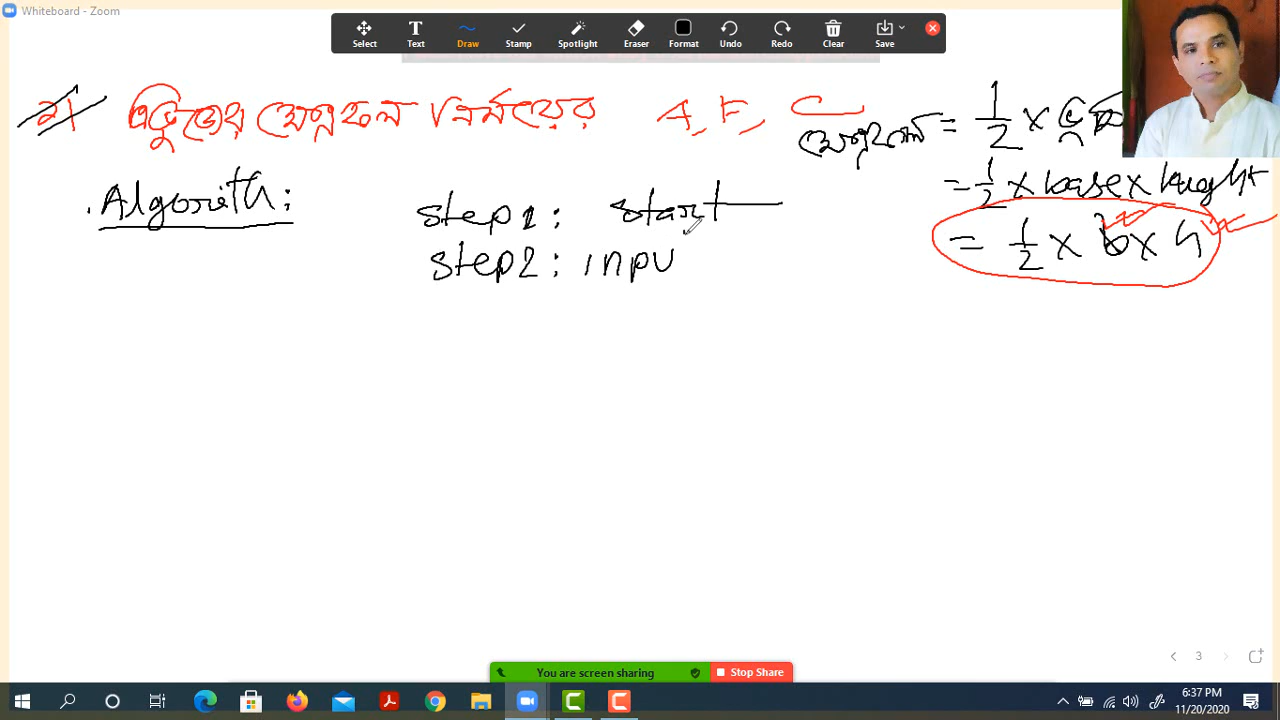 Whiteboard - Zoom
Select Text Draw Stamp Spotlight Eraser Format Undo Redo Clear Save
২। ত্রিভুজের ক্ষেত্রফল নির্ণয়ের A, F, C
ক্ষেত্রফল = 1/2 ×
= 1/2 × base × height
= 1/2 × b × h
Algorith:
step1: start
step2: inpu
3
You are screen sharing Stop Share
6:37 PM
11/20/2020